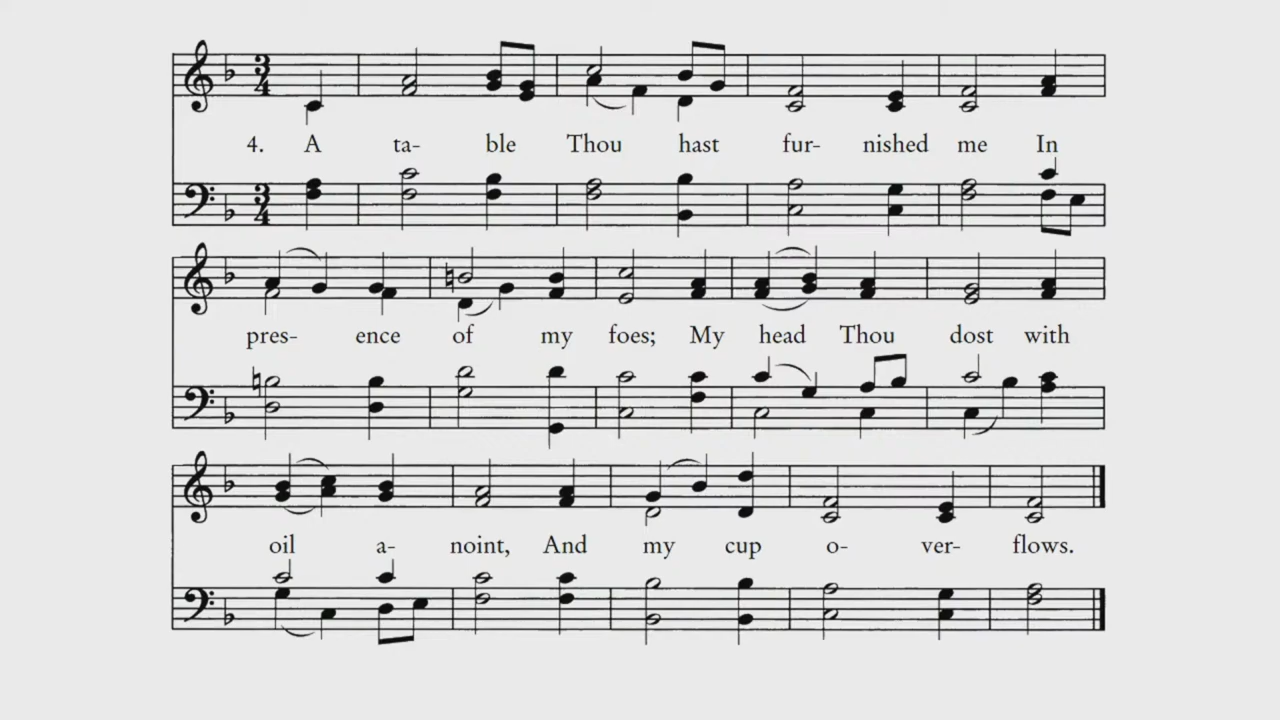 4. A ta- ble Thou hast fur- nished me In
pres- ence of my foes; My head Thou dost with
oil a- noint, And my cup o- ver- flows.